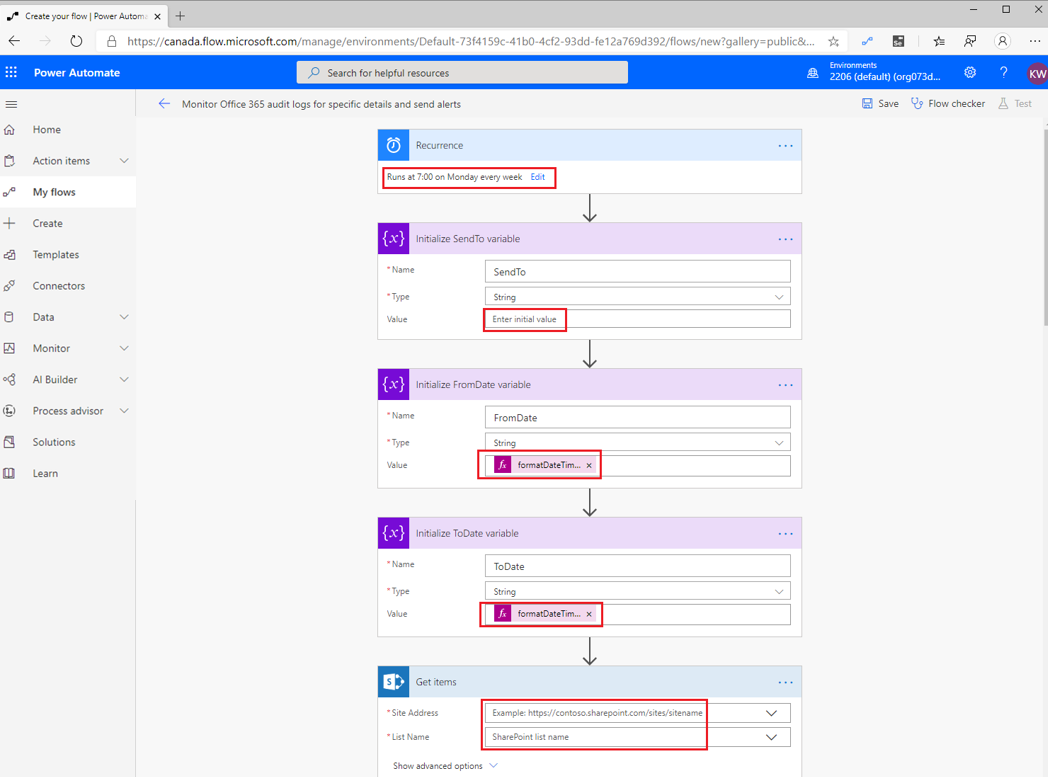 Create your flow | Power Automa
https://canada.flow.microsoft.com/manage/environments/Default-73f4159c-41b0-4cf2-93dd-fe12a769d392/flows/new?gallery=public&...
Power Automate
Search for helpful resources
Environments
2206 (default) (org073d...
?
KW
Monitor Office 365 audit logs for specific details and send alerts
Save
Flow checker
Test
Home
Action items
My flows
Create
Templates
Connectors
Data
Monitor
AI Builder
Process advisor
Solutions
Learn
Recurrence
Runs at 7:00 on Monday every week Edit
{x} Initialize SendTo variable
* Name SendTo
* Type String
Value Enter initial value
{x} Initialize FromDate variable
* Name FromDate
* Type String
Value fx formatDateTim... ×
{x} Initialize ToDate variable
* Name ToDate
* Type String
Value fx formatDateTim... ×
S Get items
* Site Address Example: https://contoso.sharepoint.com/sites/sitename
* List Name SharePoint list name
Show advanced options